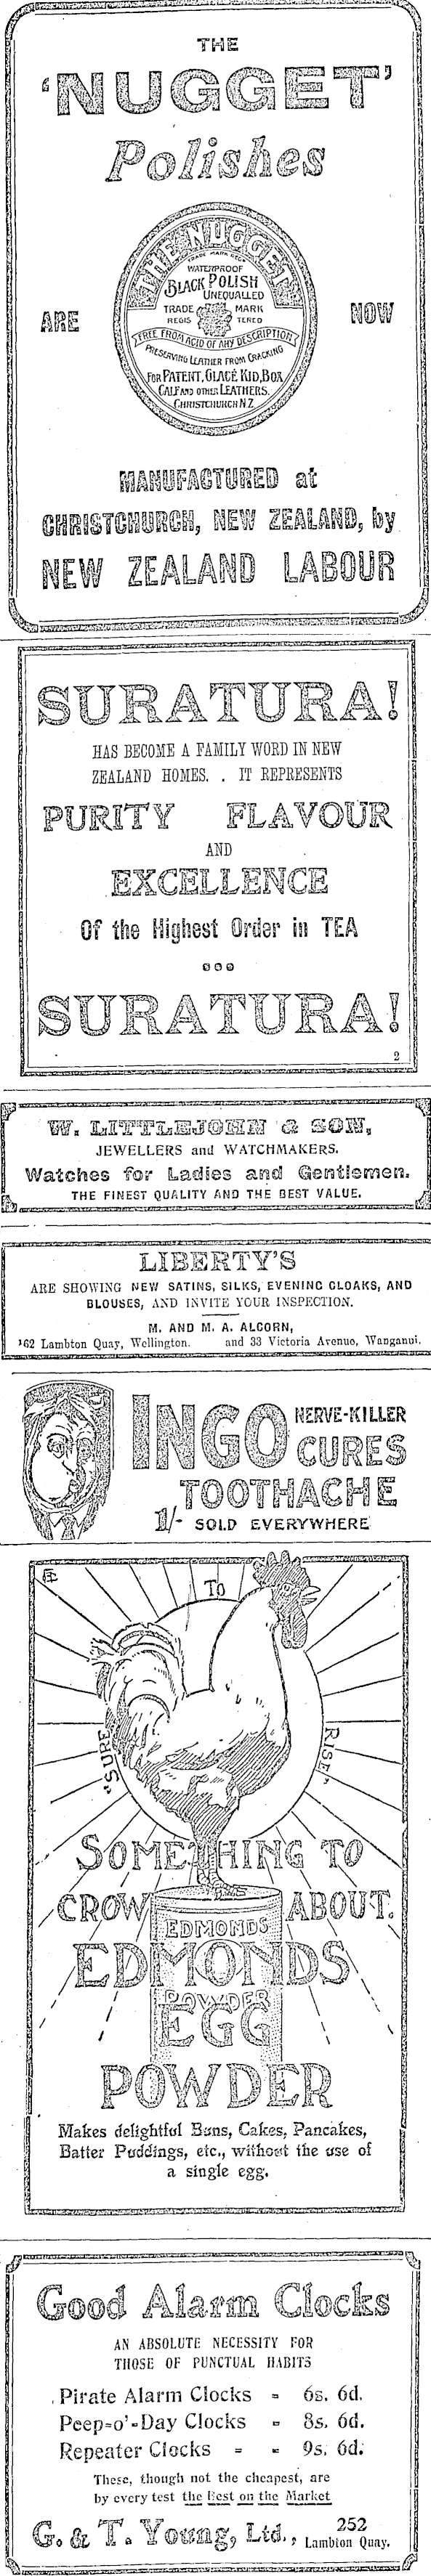 THE
'NUGGET'
Polishes
THE NUGGET
TRADE MARK
WATERPROOF
BLACK POLISH
UNEQUALLED
TRADE MARK
REGISTERED
FREE FROM ACID OF ANY DESCRIPTION
PRESERVING LEATHER FROM CRACKING
FOR PATENT, GLACÉ KID, BOX
CALF AND OTHER LEATHERS.
CHRISTCHURCH N.Z.
ARE NOW
MANUFACTURED at
CHRISTCHURCH, NEW ZEALAND, by
NEW ZEALAND LABOUR
SURATURA!
HAS BECOME A FAMILY WORD IN NEW
ZEALAND HOMES. . IT REPRESENTS
PURITY FLAVOUR
AND
EXCELLENCE
Of the Highest Order in TEA
SURATURA!
2
W. LITTLEJOHN & SON,
JEWELLERS and WATCHMAKERS.
Watches for Ladies and Gentlemen.
THE FINEST QUALITY AND THE BEST VALUE.
LIBERTY'S
ARE SHOWING NEW SATINS, SILKS, EVENING CLOAKS, AND
BLOUSES, AND INVITE YOUR INSPECTION.
M. AND M. A. ALCORN,
162 Lambton Quay, Wellington. and 33 Victoria Avenue, Wanganui.
INGO NERVE-KILLER
CURES
TOOTHACHE
1/- SOLD EVERYWHERE
"SURE TO RISE"
SOMETHING TO
CROW ABOUT.
EDMONDS
EDMONDS
POWDER
EGG
POWDER
Makes delightful Buns, Cakes, Pancakes,
Batter Puddings, etc., without the use of
a single egg.
Good Alarm Clocks
AN ABSOLUTE NECESSITY FOR
THOSE OF PUNCTUAL HABITS
Pirate Alarm Clocks - 6s. 6d.
Peep-o'-Day Clocks - 8s. 6d.
Repeater Clocks - - 9s. 6d.
These, though not the cheapest, are
by every test the Best on the Market
G. & T. Young, Ltd., 252
Lambton Quay.